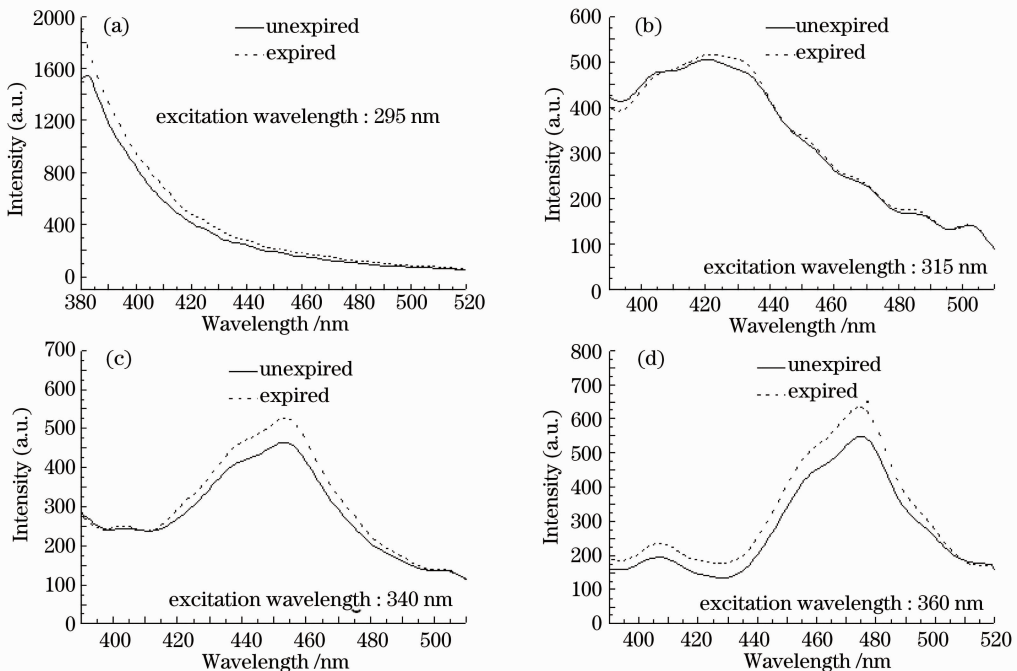 (a)
unexpired
expired
excitation wavelength : 295 nm
Intensity (a.u.)
2000
1600
1200
800
400
0
380 400 420 440 460 480 500 520
Wavelength /nm
(b)
unexpired
expired
excitation wavelength : 315 nm
Intensity (a.u.)
600
500
400
300
200
100
0
400 420 440 460 480 500
Wavelength /nm
(c)
unexpired
expired
excitation wavelength : 340 nm
Intensity (a.u.)
700
600
500
400
300
200
100
0
400 420 440 460 480 500
Wavelength /nm
(d)
unexpired
expired
excitation wavelength : 360 nm
Intensity (a.u.)
800
700
600
500
400
300
200
100
0
400 420 440 460 480 500 520
Wavelength /nm